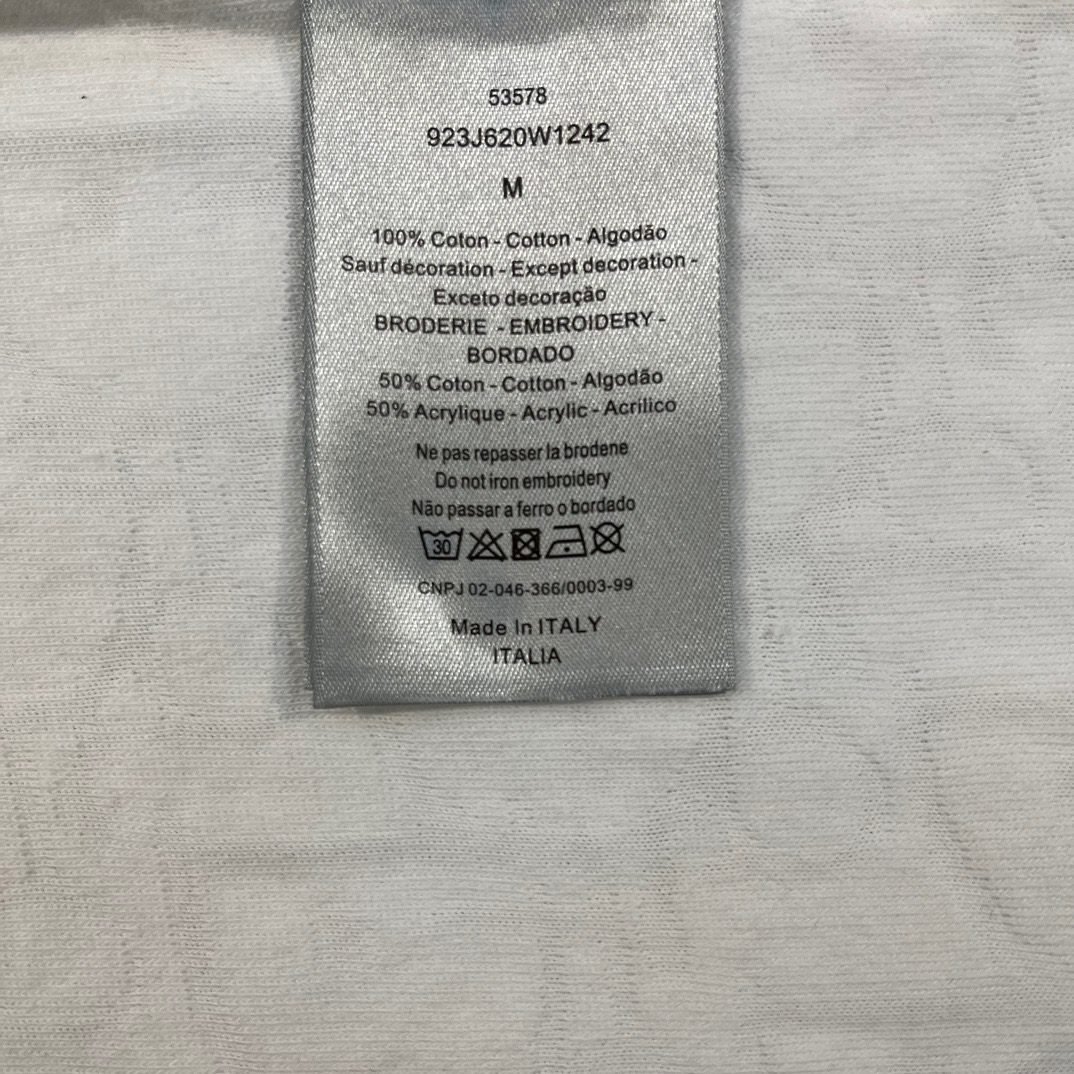 53578
923J620W1242
M
100% Coton - Cotton - Algodão
Sauf décoration - Except decoration -
Exceto decoração
BRODERIE - EMBROIDERY -
BORDADO
50% Coton - Cotton - Algodão
50% Acrylique - Acrylic - Acrilico
Ne pas repasser la brodene
Do not iron embroidery
Não passar a ferro o bordado
30
CNPJ 02-046-366/0003-99
Made In ITALY
ITALIA